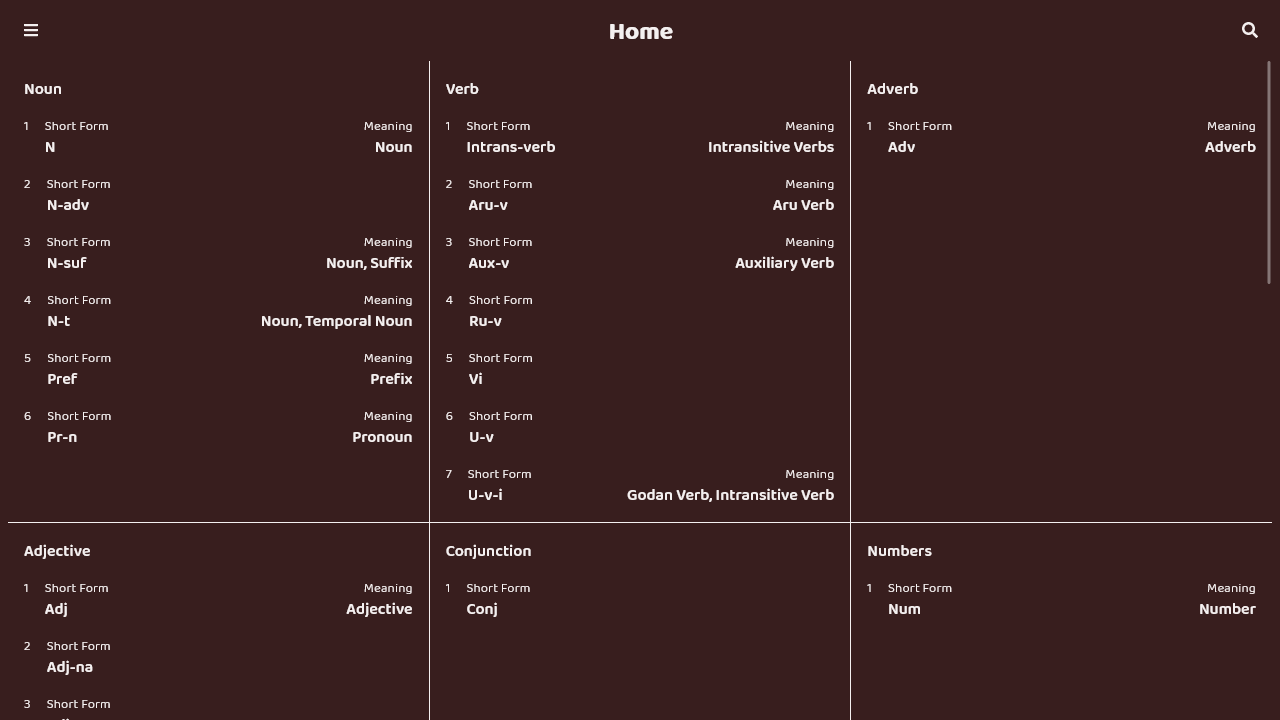 Home
Noun
1 Short Form Meaning
N Noun
2 Short Form
N-adv
3 Short Form Meaning
N-suf Noun, Suffix
4 Short Form Meaning
N-t Noun, Temporal Noun
5 Short Form Meaning
Pref Prefix
6 Short Form Meaning
Pr-n Pronoun
Verb
1 Short Form Meaning
Intrans-verb Intransitive Verbs
2 Short Form Meaning
Aru-v Aru Verb
3 Short Form Meaning
Aux-v Auxiliary Verb
4 Short Form
Ru-v
5 Short Form
Vi
6 Short Form
U-v
7 Short Form Meaning
U-v-i Godan Verb, Intransitive Verb
Adverb
1 Short Form Meaning
Adv Adverb
Adjective
1 Short Form Meaning
Adj Adjective
2 Short Form
Adj-na
3 Short Form
Conjunction
1 Short Form
Conj
Numbers
1 Short Form Meaning
Num Number